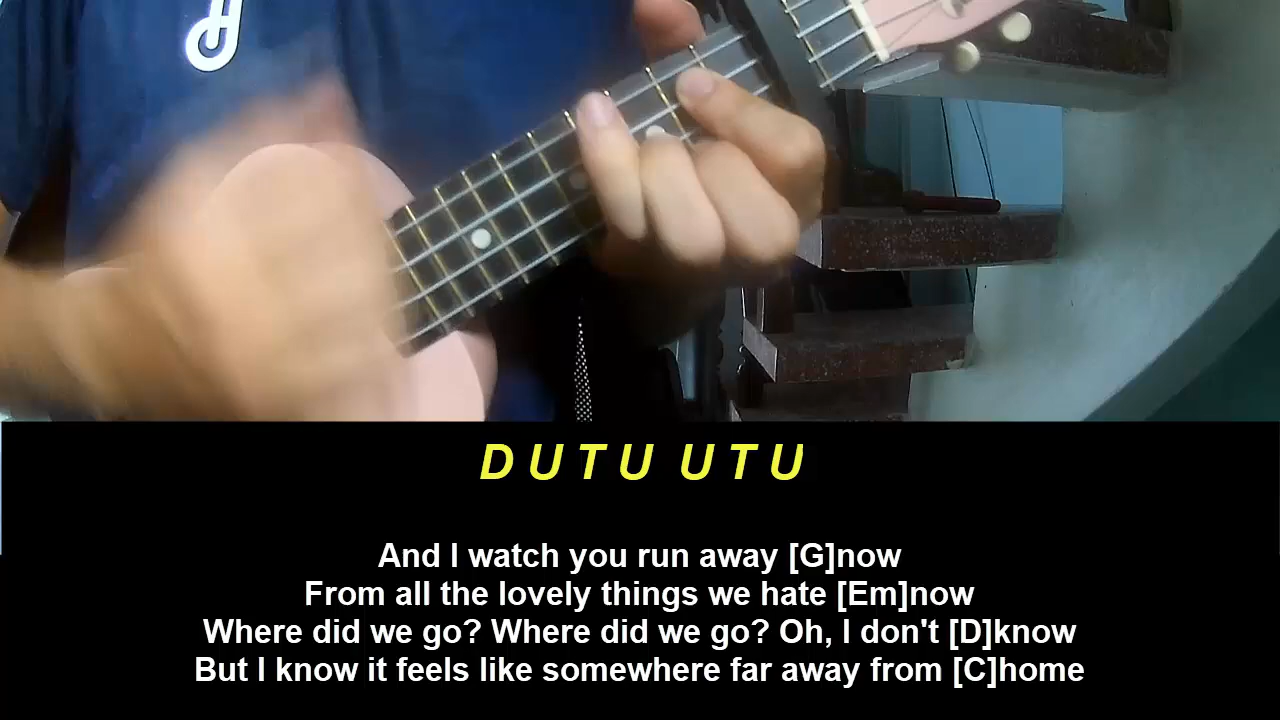 D U T U U T U
And I watch you run away [G]now
From all the lovely things we hate [Em]now
Where did we go? Where did we go? Oh, I don't [D]know
But I know it feels like somewhere far away from [C]home